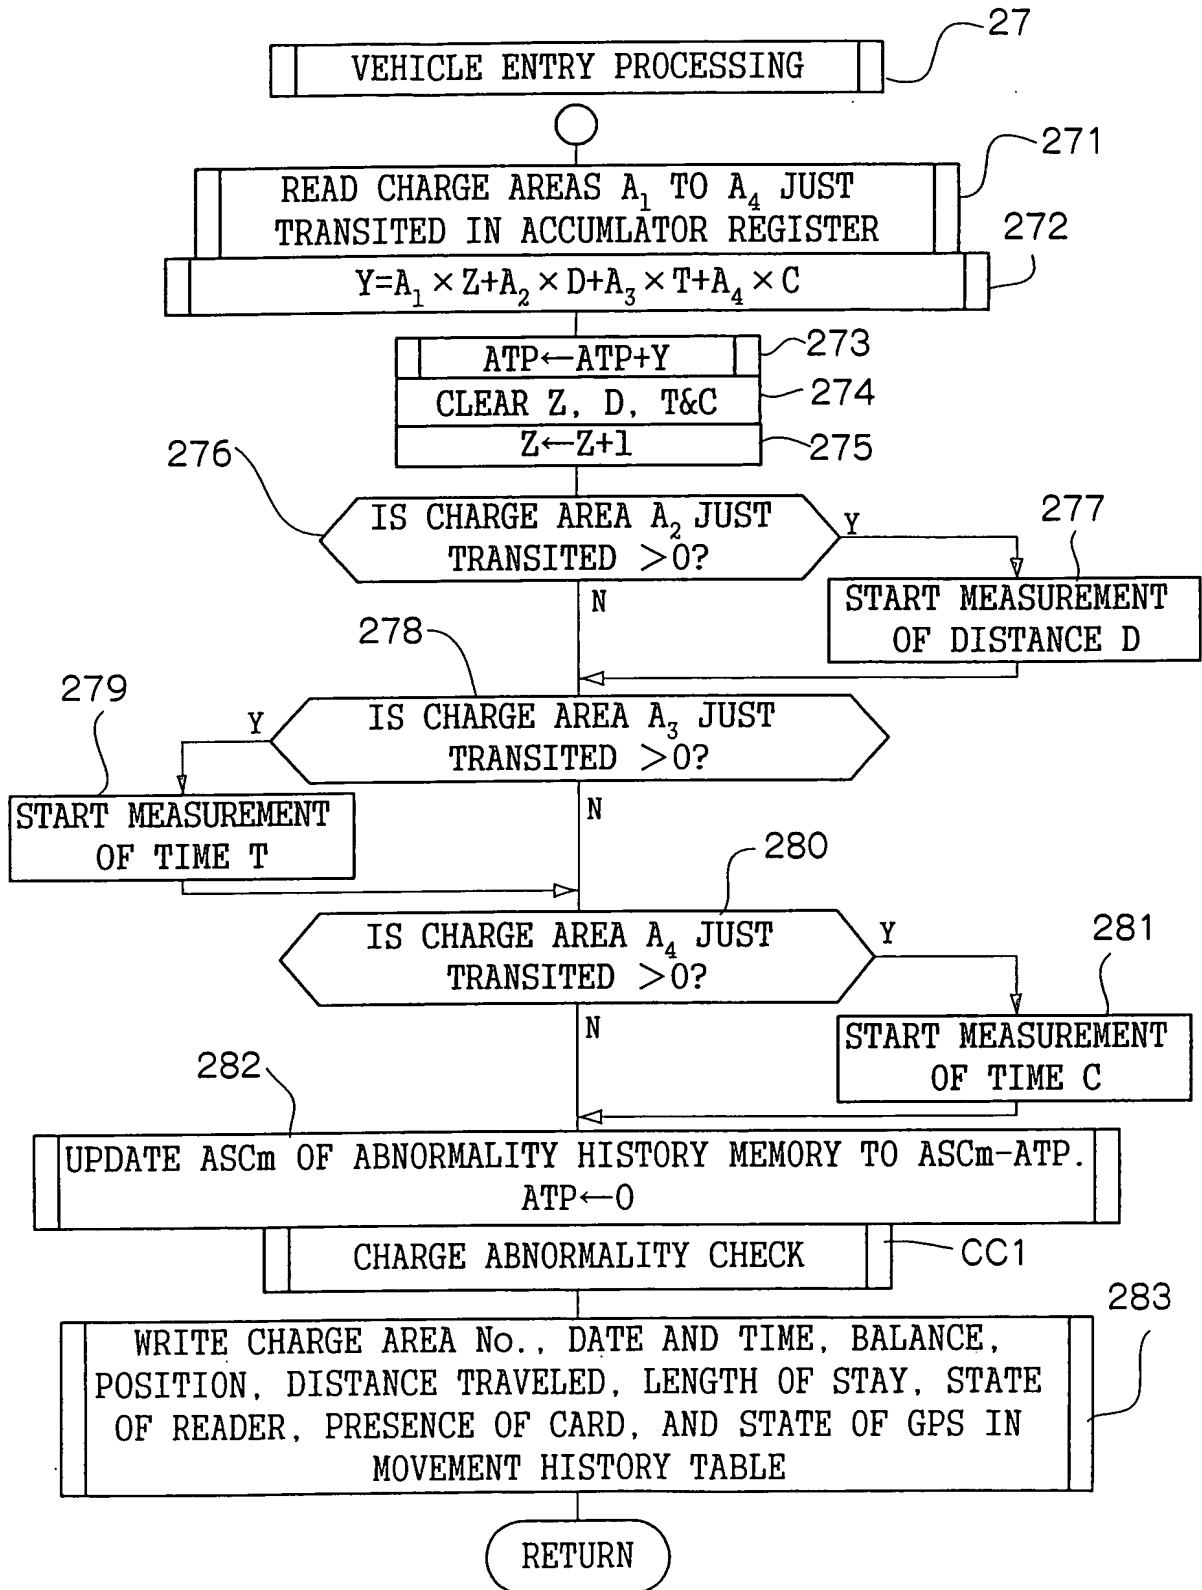 27
VEHICLE ENTRY PROCESSING
271
READ CHARGE AREAS A₁ TO A₄ JUST
TRANSITED IN ACCUMLATOR REGISTER
272
Y=A₁×Z+A₂×D+A₃×T+A₄×C
ATP←ATP+Y
273
CLEAR Z, D, T&C
274
Z←Z+1
275
276
IS CHARGE AREA A₂ JUST
TRANSITED >0?
Y
N
277
START MEASUREMENT
OF DISTANCE D
278
279
IS CHARGE AREA A₃ JUST
TRANSITED >0?
Y
N
START MEASUREMENT
OF TIME T
280
IS CHARGE AREA A₄ JUST
TRANSITED >0?
Y
N
281
START MEASUREMENT
OF TIME C
282
UPDATE ASCm OF ABNORMALITY HISTORY MEMORY TO ASCm-ATP.
ATP←0
CHARGE ABNORMALITY CHECK
CC1
283
WRITE CHARGE AREA No., DATE AND TIME, BALANCE,
POSITION, DISTANCE TRAVELED, LENGTH OF STAY, STATE
OF READER, PRESENCE OF CARD, AND STATE OF GPS IN
MOVEMENT HISTORY TABLE
RETURN